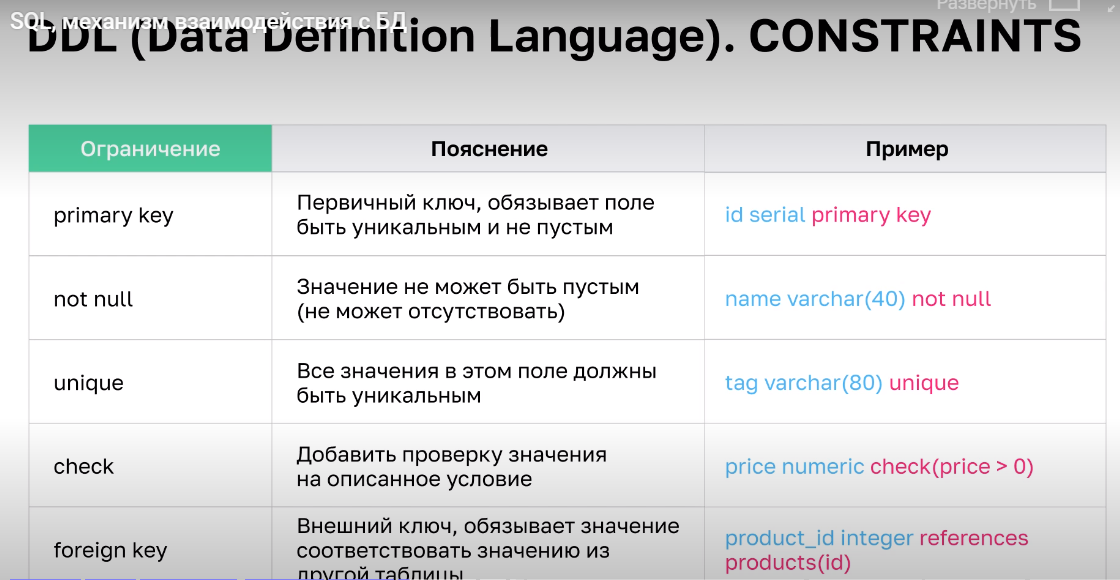 Развернуть
SQL, механизм взаимодействия с БД
DDL (Data Definition Language). CONSTRAINTS
Ограничение
Пояснение
Пример
primary key
Первичный ключ, обязывает поле
быть уникальным и не пустым
id serial primary key
not null
Значение не может быть пустым
(не может отсутствовать)
name varchar(40) not null
unique
Все значения в этом поле должны
быть уникальным
tag varchar(80) unique
check
Добавить проверку значения
на описанное условие
price numeric check(price > 0)
foreign key
Внешний ключ, обязывает значение
соответствовать значению из
другой таблицы
product_id integer references
products(id)